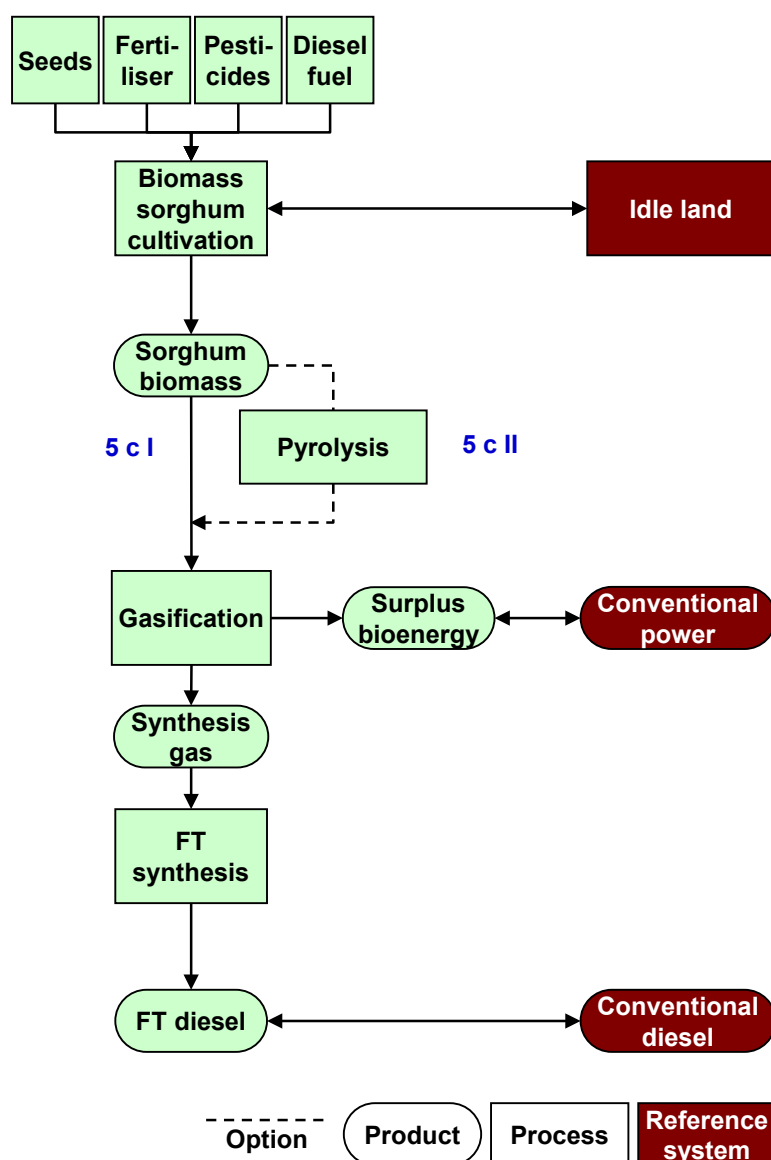 Seeds
Ferti-
liser
Pesti-
cides
Diesel
fuel
Biomass
sorghum
cultivation
Idle land
Sorghum
biomass
5 c I
Pyrolysis
5 c II
Gasification
Surplus
bioenergy
Conventional
power
Synthesis
gas
FT
synthesis
FT diesel
Conventional
diesel
Option
Product
Process
Reference
system